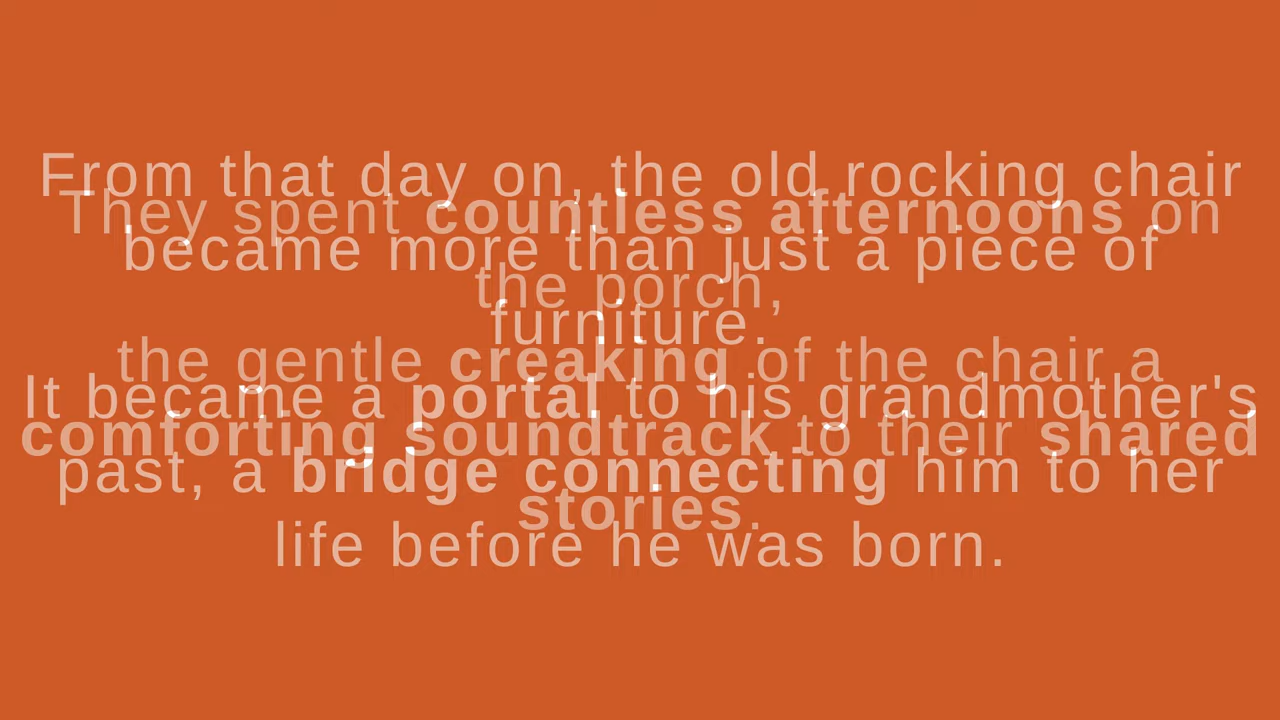 From that day on, the old rocking chair
became more than just a piece of
furniture.
It became a portal to his grandmother's
past, a bridge connecting him to her
life before he was born.
They spent countless afternoons on
the porch,
the gentle creaking of the chair a
comforting soundtrack to their shared
stories.